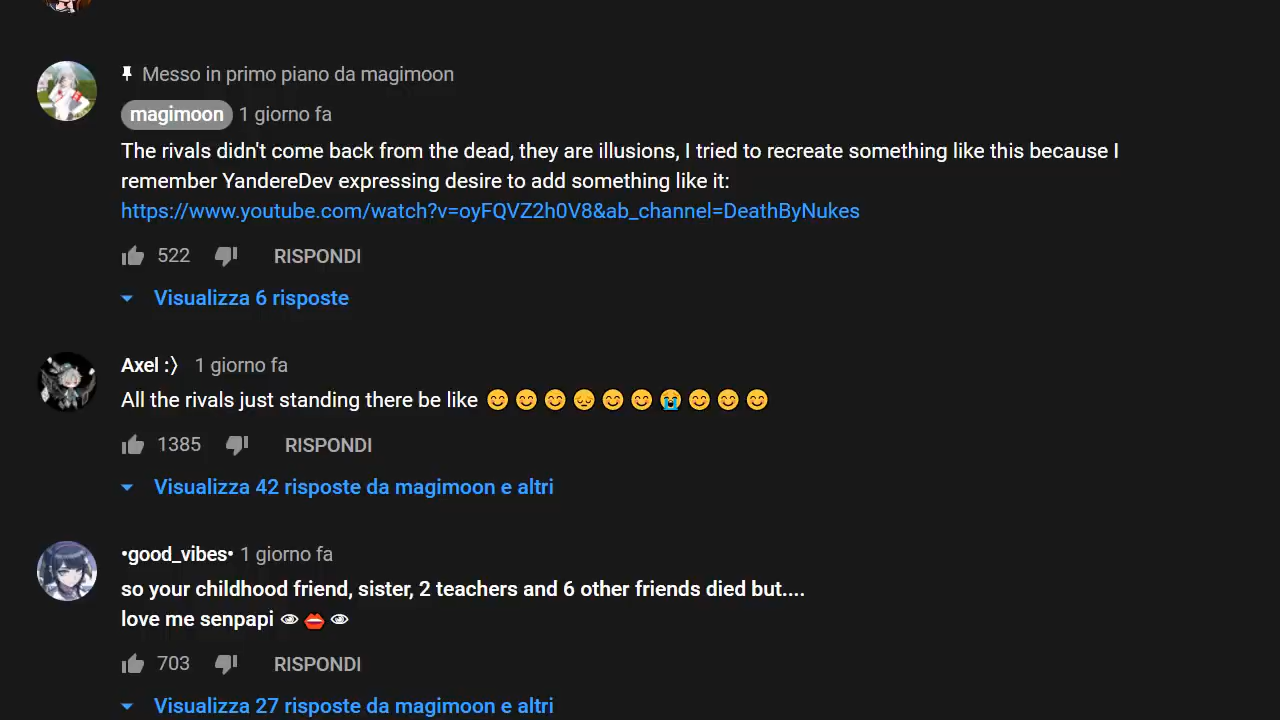 Messo in primo piano da magimoon
magimoon 1 giorno fa
The rivals didn't come back from the dead, they are illusions, I tried to recreate something like this because I
remember YandereDev expressing desire to add something like it:
https://www.youtube.com/watch?v=oyFQVZ2h0V8&ab_channel=DeathByNukes
522 RISPONDI
Visualizza 6 risposte
Axel :) 1 giorno fa
All the rivals just standing there be like 😊😊😊😔😊😊😭😊😊😊
1385 RISPONDI
Visualizza 42 risposte da magimoon e altri
•good_vibes• 1 giorno fa
so your childhood friend, sister, 2 teachers and 6 other friends died but....
love me senpapi 👁👄👁
703 RISPONDI
Visualizza 27 risposte da magimoon e altri